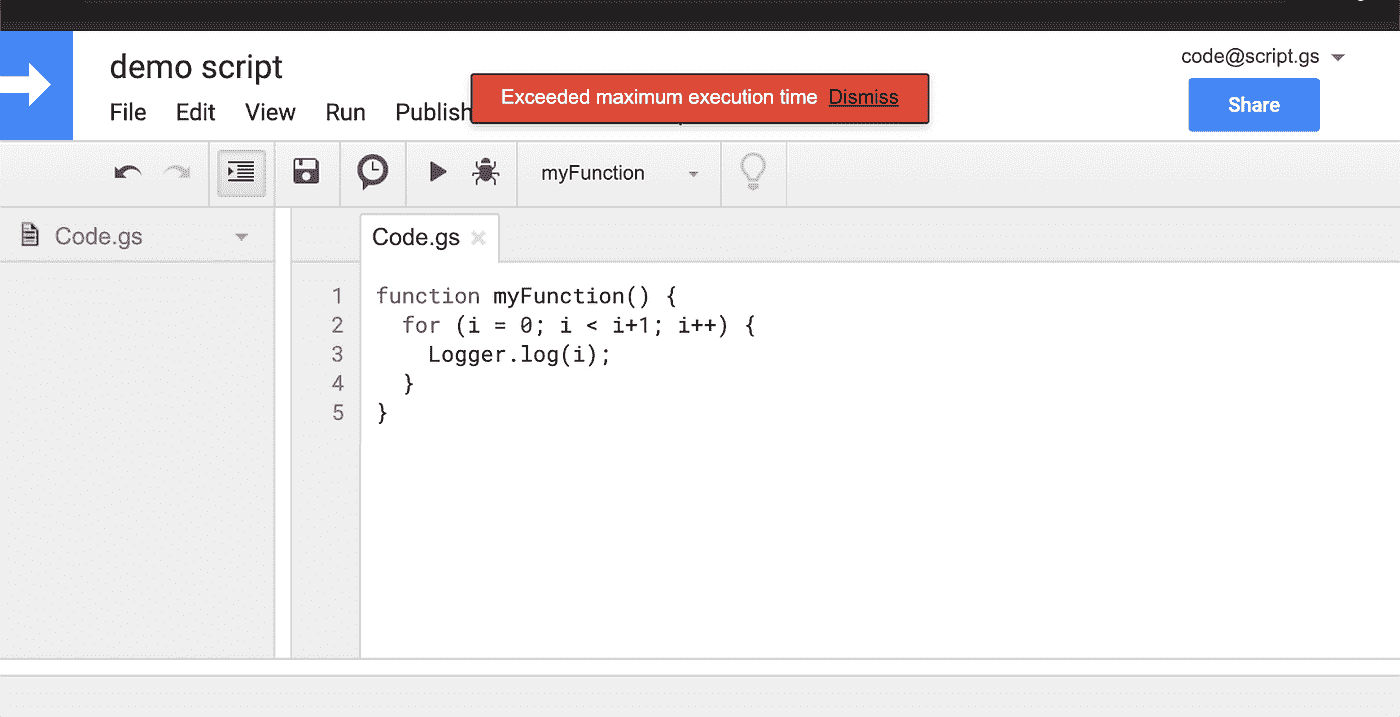 demo script
code@script.gs
File Edit View Run Publish
Exceeded maximum execution time Dismiss
Share
myFunction
Code.gs
Code.gs
1 function myFunction() {
2 for (i = 0; i < i+1; i++) {
3 Logger.log(i);
4 }
5 }